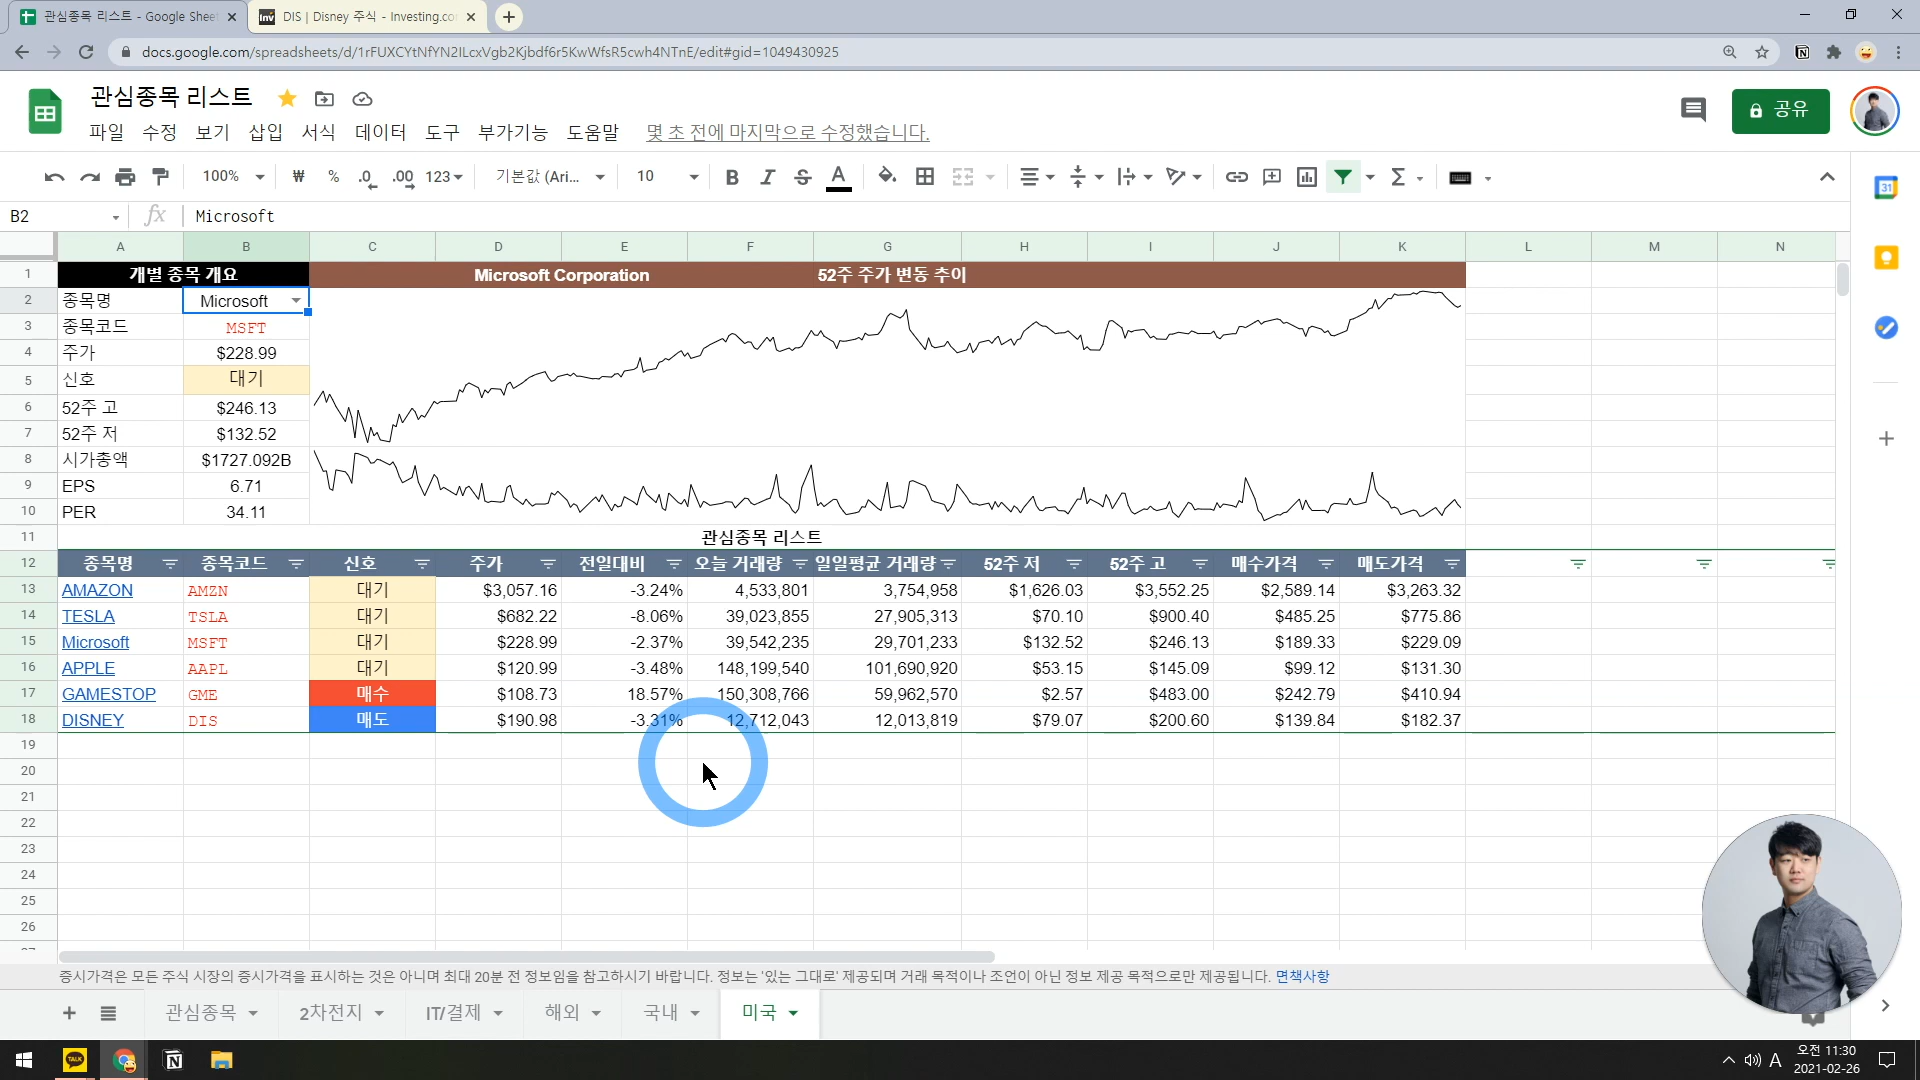 관심종목 리스트 - Google Sheet
DIS | Disney 주식 - Investing.co
docs.google.com/spreadsheets/d/1rFUXCYtNfYN2ILcxVgb2Kjbdf6r5KwWfsR5cwh4NTnE/edit#gid=1049430925
관심종목 리스트
파일 수정 보기 삽입 서식 데이터 도구 부가기능 도움말 몇 초 전에 마지막으로 수정했습니다.
공유
100% ₩ % .0 .00 123 기본값 (Ari... 10 B I S A
31
B2 fx Microsoft
A B C D E F G H I J K L M N
1 개별 종목 개요 Microsoft Corporation 52주 주가 변동 추이
2 종목명 Microsoft
3 종목코드 MSFT
4 주가 $228.99
5 신호 대기
6 52주 고 $246.13
7 52주 저 $132.52
8 시가총액 $1727.092B
9 EPS 6.71
10 PER 34.11
11 관심종목 리스트
12 종목명 종목코드 신호 주가 전일대비 오늘 거래량 일일평균 거래량 52주 저 52주 고 매수가격 매도가격
13 AMAZON AMZN 대기 $3,057.16 -3.24% 4,533,801 3,754,958 $1,626.03 $3,552.25 $2,589.14 $3,263.32
14 TESLA TSLA 대기 $682.22 -8.06% 39,023,855 27,905,313 $70.10 $900.40 $485.25 $775.86
15 Microsoft MSFT 대기 $228.99 -2.37% 39,542,235 29,701,233 $132.52 $246.13 $189.33 $229.09
16 APPLE AAPL 대기 $120.99 -3.48% 148,199,540 101,690,920 $53.15 $145.09 $99.12 $131.30
17 GAMESTOP GME 매수 $108.73 18.57% 150,308,766 59,962,570 $2.57 $483.00 $242.79 $410.94
18 DISNEY DIS 매도 $190.98 -3.31% 12,712,043 12,013,819 $79.07 $200.60 $139.84 $182.37
19
20
21
22
23
24
25
26
증시가격은 모든 주식 시장의 증시가격을 표시하는 것은 아니며 최대 20분 전 정보임을 참고하시기 바랍니다. 정보는 '있는 그대로' 제공되며 거래 목적이나 조언이 아닌 정보 제공 목적으로만 제공됩니다. 면책사항
관심종목 2차전지 IT/결제 해외 국내 미국
TALK
A 오전 11:30
2021-02-26